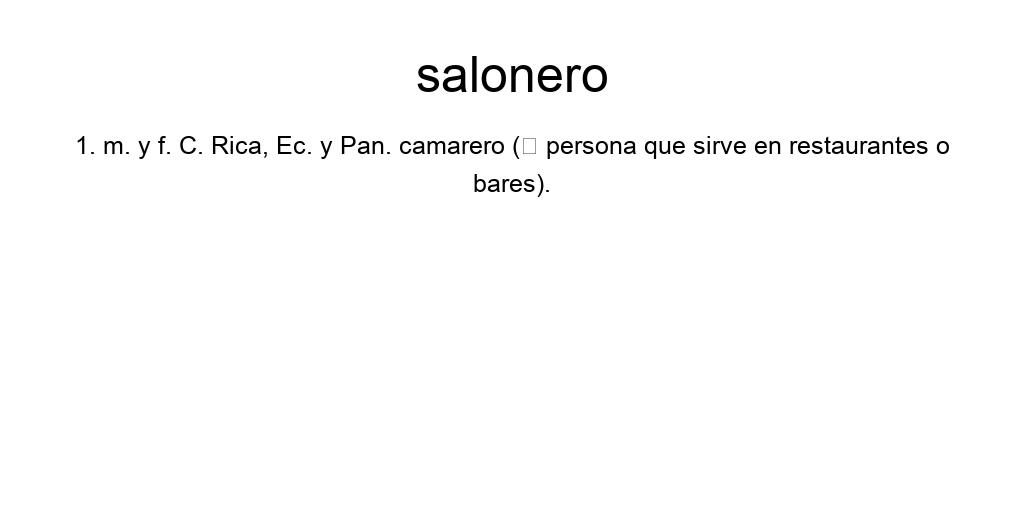 salonero
1. m. y f. C. Rica, Ec. y Pan. camarero (□ persona que sirve en restaurantes o
bares).